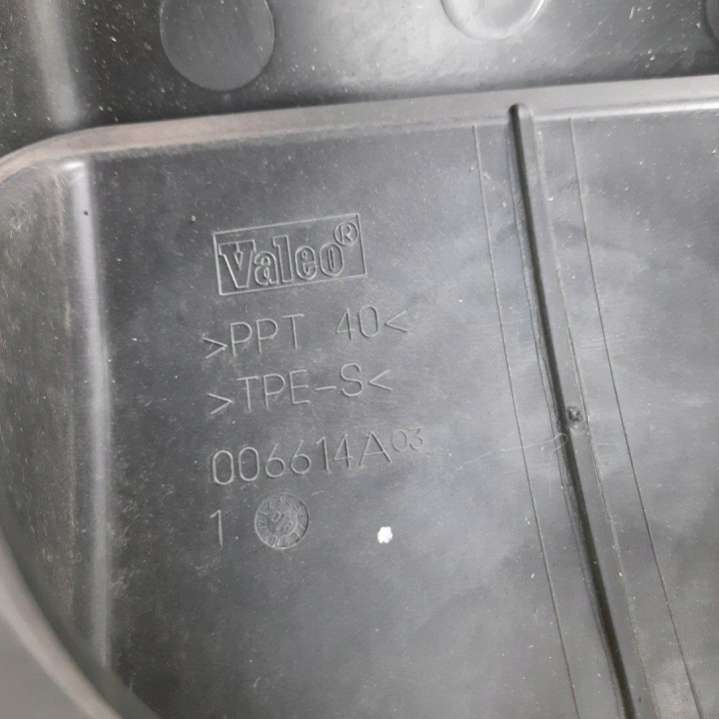 Valeo®
>PPT 40<
>TPE-S<
006614A03
1